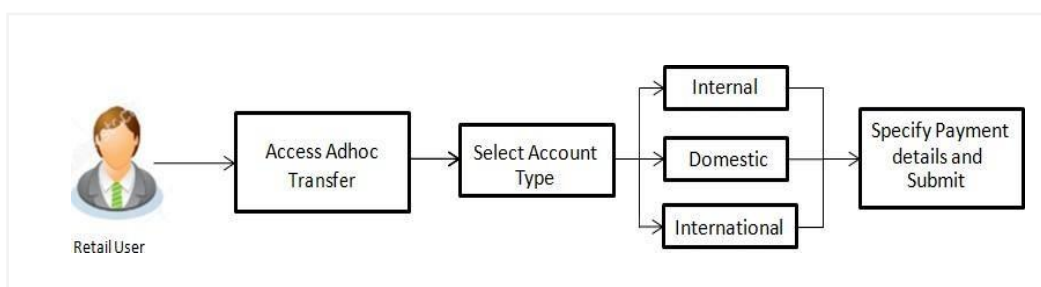 Retail User
Access Adhoc
Transfer
Select Account
Type
Internal
Domestic
International
Specify Payment
details and
Submit